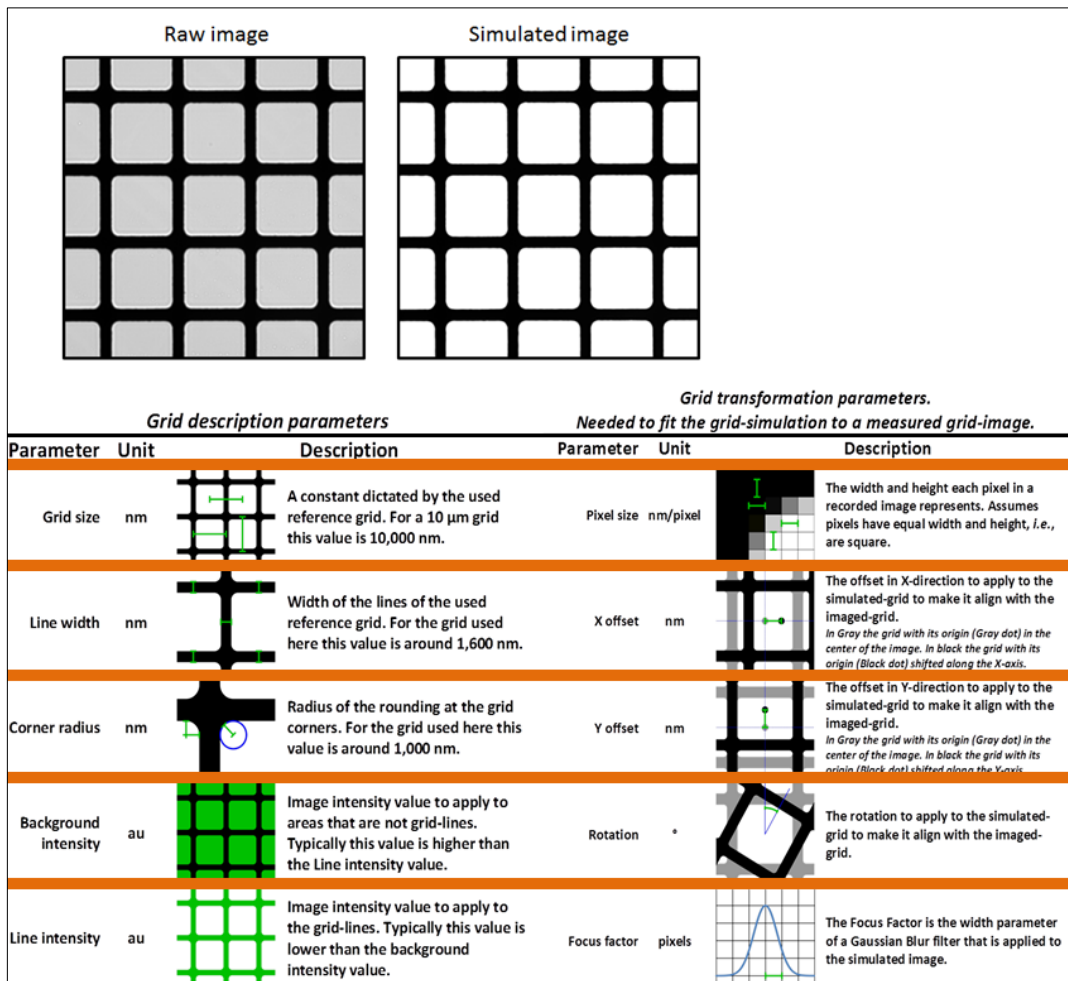 Raw image
Simulated image
Grid description parameters
Grid transformation parameters.
Needed to fit the grid-simulation to a measured grid-image.
Parameter Unit Description
Parameter Unit Description
Grid size nm
A constant dictated by the used
reference grid. For a 10 µm grid
this value is 10,000 nm.
Pixel size nm/pixel
The width and height each pixel in a
recorded image represents. Assumes
pixels have equal width and height, i.e.,
are square.
Line width nm
Width of the lines of the used
reference grid. For the grid used
here this value is around 1,600 nm.
X offset nm
The offset in X-direction to apply to the
simulated-grid to make it align with the
imaged-grid.
In Gray the grid with its origin (Gray dot) in the
center of the image. In black the grid with its
origin (Black dot) shifted along the X-axis.
Corner radius nm
Radius of the rounding at the grid
corners. For the grid used here this
value is around 1,000 nm.
Y offset nm
The offset in Y-direction to apply to the
simulated-grid to make it align with the
imaged-grid.
In Gray the grid with its origin (Gray dot) in the
center of the image. In black the grid with its
origin (Black dot) shifted along the Y-axis.
Background
intensity
au
Image intensity value to apply to
areas that are not grid-lines.
Typically this value is higher than
the Line intensity value.
Rotation °
The rotation to apply to the simulated-
grid to make it align with the imaged-
grid.
Line intensity au
Image intensity value to apply to
the grid-lines. Typically this value is
lower than the background
intensity value.
Focus factor pixels
The Focus Factor is the width parameter
of a Gaussian Blur filter that is applied to
the simulated image.